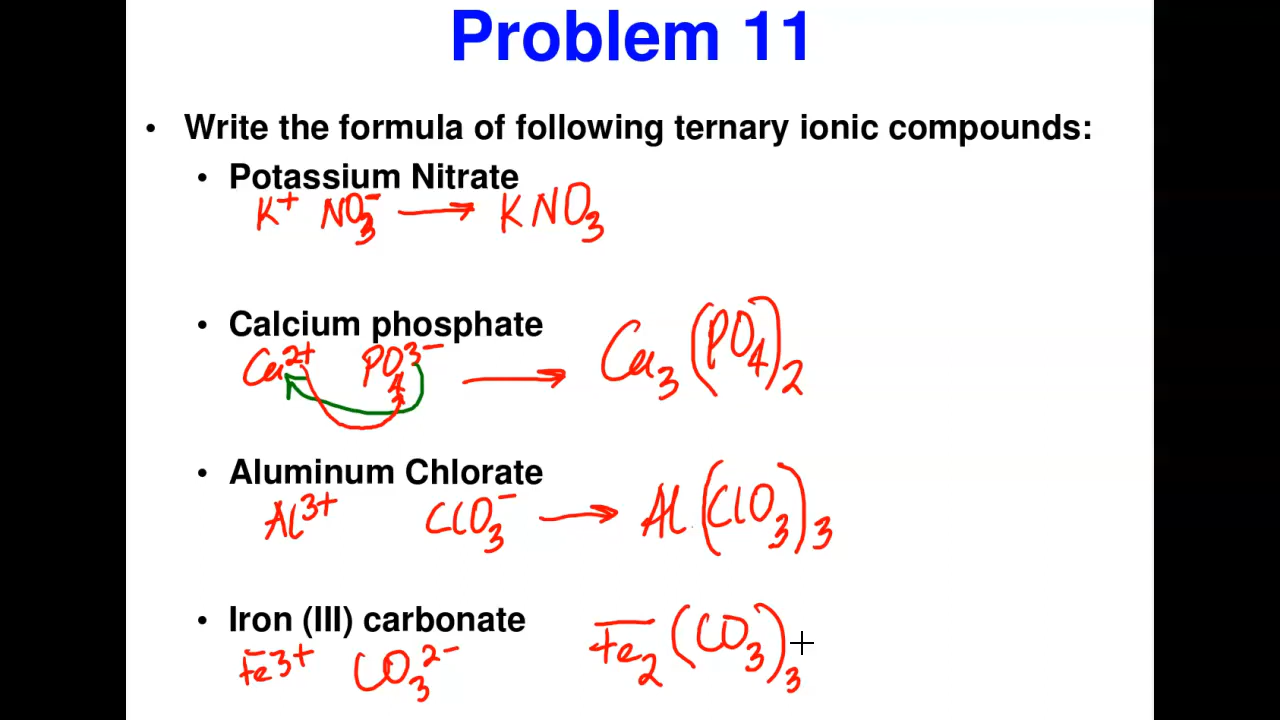 Problem 11
• Write the formula of following ternary ionic compounds:
• Potassium Nitrate
K⁺ NO₃⁻ → KNO₃
• Calcium phosphate
Ca²⁺ PO₄³⁻ → Ca₃(PO₄)₂
• Aluminum Chlorate
Al³⁺ ClO₃⁻ → Al(ClO₃)₃
• Iron (III) carbonate
Fe³⁺ CO₃²⁻ Fe₂(CO₃)₃